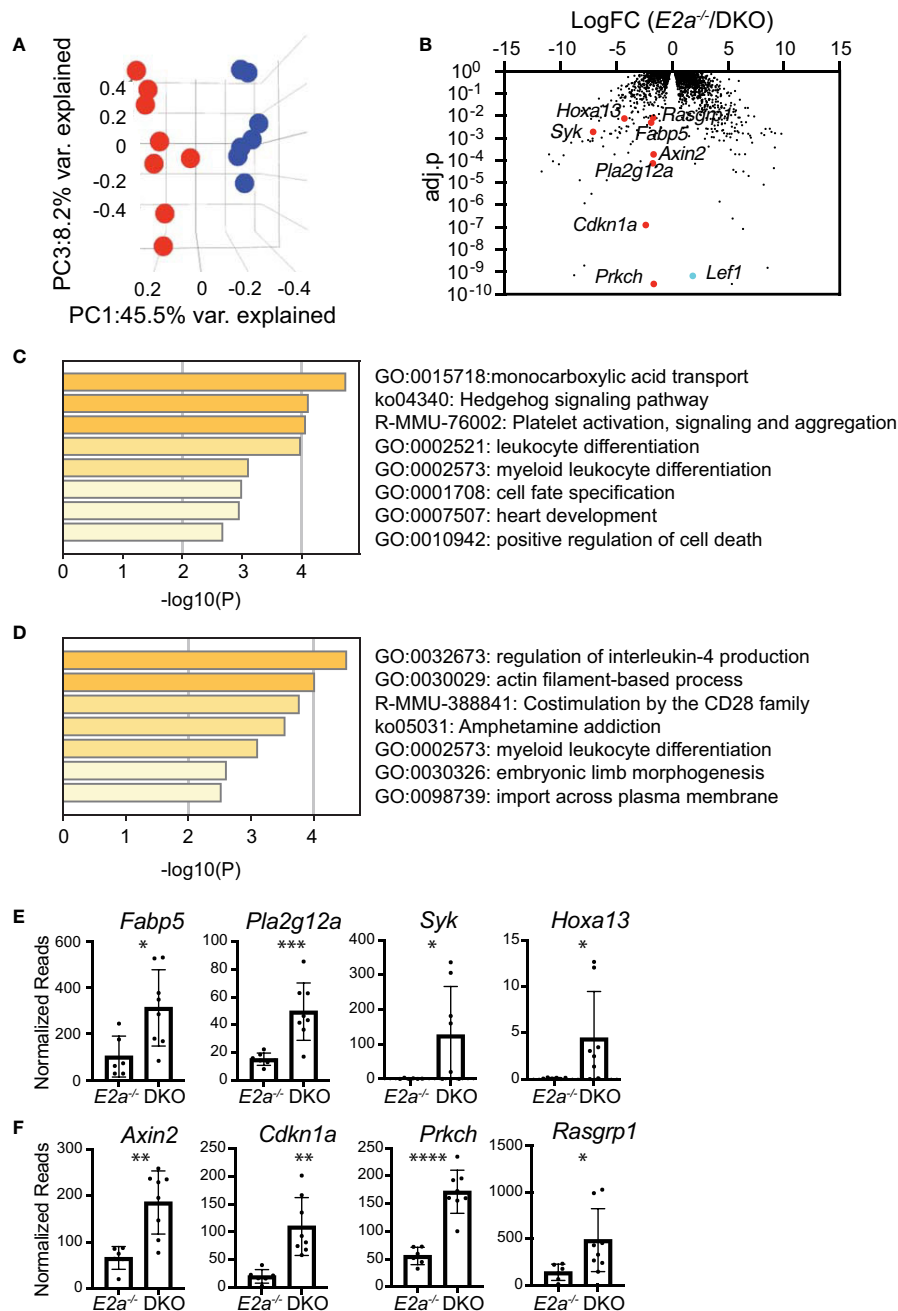 A
PC3:8.2% var. explained
0.4
0.2
0
-0.2
-0.4
0.2 0 -0.2 -0.4
PC1:45.5% var. explained
B
LogFC (E2a-/-/DKO)
-15 -10 -5 0 5 10 15
adj.p
10^0
10^-1
10^-2
10^-3
10^-4
10^-5
10^-6
10^-7
10^-8
10^-9
10^-10
Hoxa13 Rasgrp1
Syk Fabp5
Axin2
Pla2g12a
Cdkn1a
Prkch Lef1
C
GO:0015718:monocarboxylic acid transport
ko04340: Hedgehog signaling pathway
R-MMU-76002: Platelet activation, signaling and aggregation
GO:0002521: leukocyte differentiation
GO:0002573: myeloid leukocyte differentiation
GO:0001708: cell fate specification
GO:0007507: heart development
GO:0010942: positive regulation of cell death
0 1 2 3 4
-log10(P)
D
GO:0032673: regulation of interleukin-4 production
GO:0030029: actin filament-based process
R-MMU-388841: Costimulation by the CD28 family
ko05031: Amphetamine addiction
GO:0002573: myeloid leukocyte differentiation
GO:0030326: embryonic limb morphogenesis
GO:0098739: import across plasma membrane
0 1 2 3 4
-log10(P)
E
Normalized Reads
Fabp5
*
600
400
200
0
E2a-/- DKO
Pla2g12a
***
100
80
60
40
20
0
E2a-/- DKO
Syk
*
400
300
200
100
0
E2a-/- DKO
Hoxa13
*
15
10
5
0
E2a-/- DKO
F
Normalized Reads
Axin2
**
300
200
100
0
E2a-/- DKO
Cdkn1a
**
250
200
150
100
50
0
E2a-/- DKO
Prkch
****
250
200
150
100
50
0
E2a-/- DKO
Rasgrp1
*
1500
1000
500
0
E2a-/- DKO